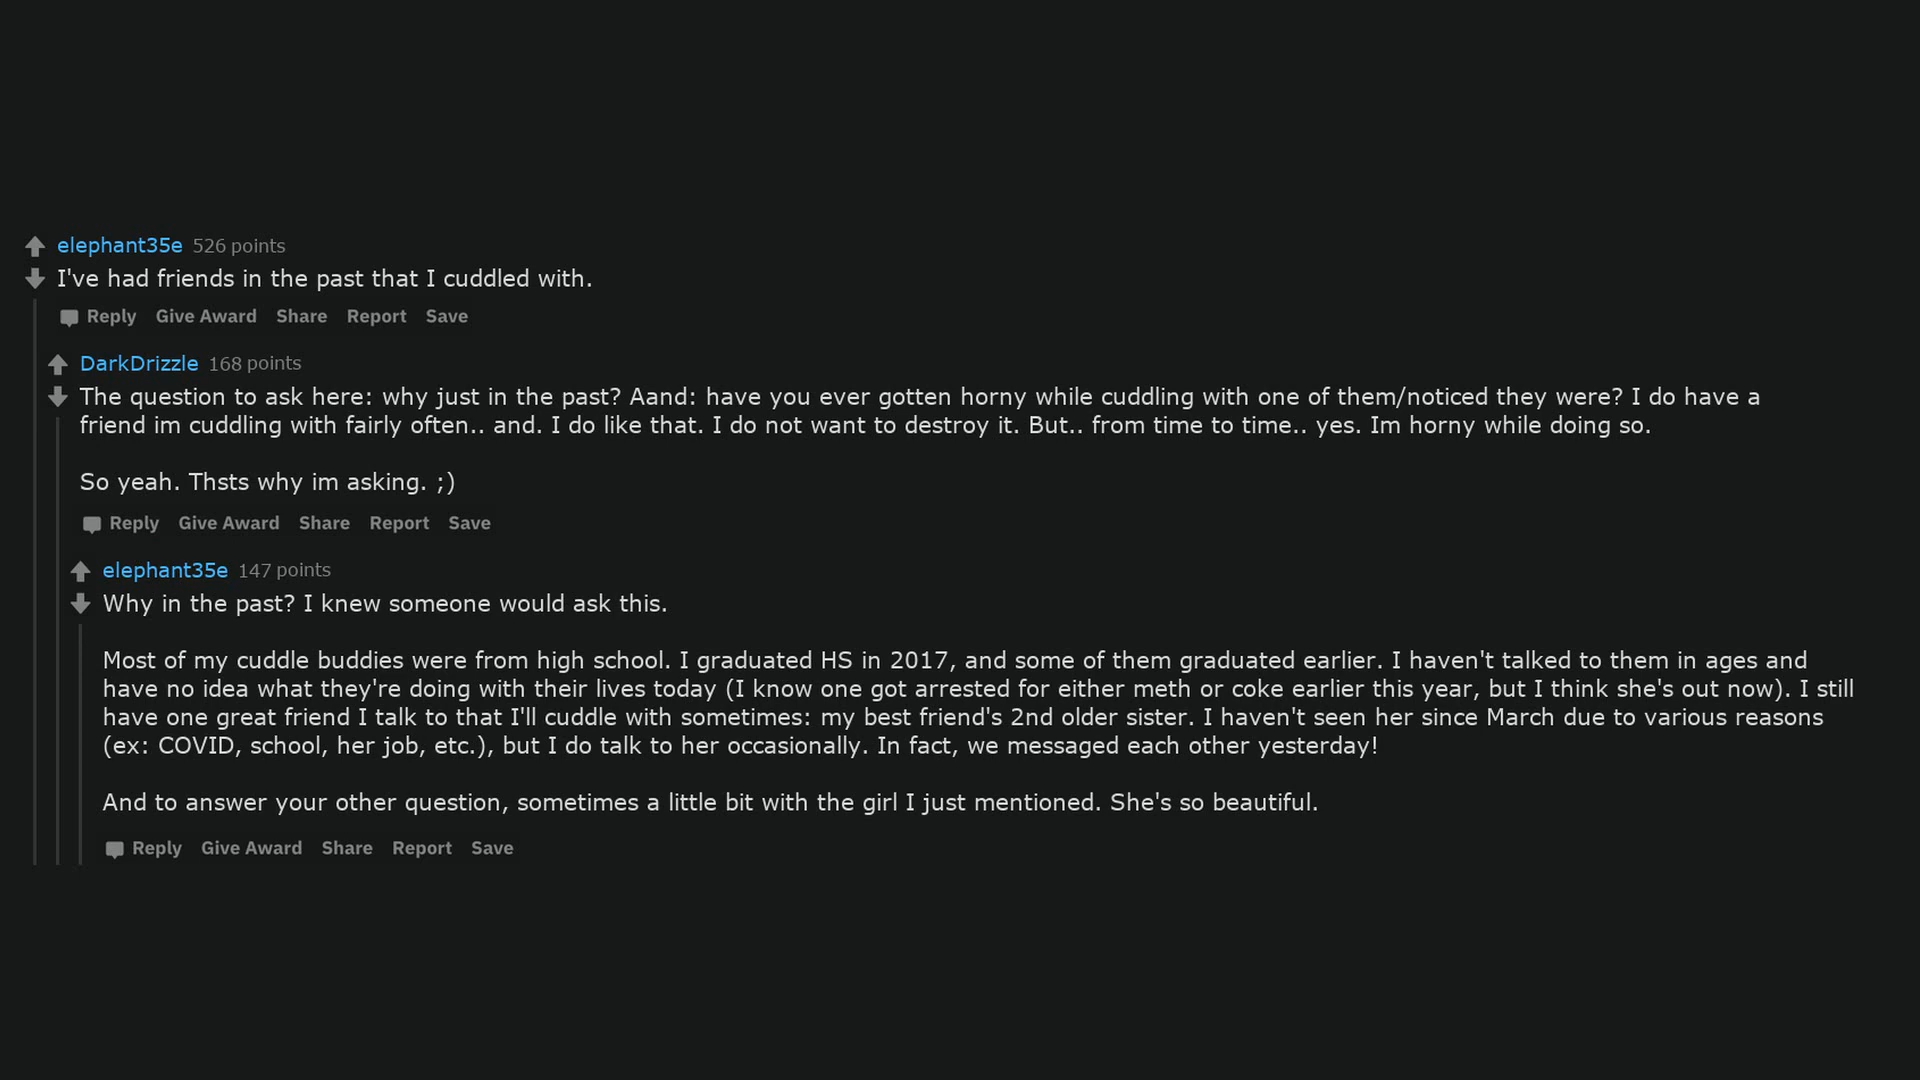 elephant35e 526 points
I've had friends in the past that I cuddled with.
Reply Give Award Share Report Save
DarkDrizzle 168 points
The question to ask here: why just in the past? Aand: have you ever gotten horny while cuddling with one of them/noticed they were? I do have a
friend im cuddling with fairly often.. and. I do like that. I do not want to destroy it. But.. from time to time.. yes. Im horny while doing so.
So yeah. Thsts why im asking. ;)
Reply Give Award Share Report Save
elephant35e 147 points
Why in the past? I knew someone would ask this.
Most of my cuddle buddies were from high school. I graduated HS in 2017, and some of them graduated earlier. I haven't talked to them in ages and
have no idea what they're doing with their lives today (I know one got arrested for either meth or coke earlier this year, but I think she's out now). I still
have one great friend I talk to that I'll cuddle with sometimes: my best friend's 2nd older sister. I haven't seen her since March due to various reasons
(ex: COVID, school, her job, etc.), but I do talk to her occasionally. In fact, we messaged each other yesterday!
And to answer your other question, sometimes a little bit with the girl I just mentioned. She's so beautiful.
Reply Give Award Share Report Save